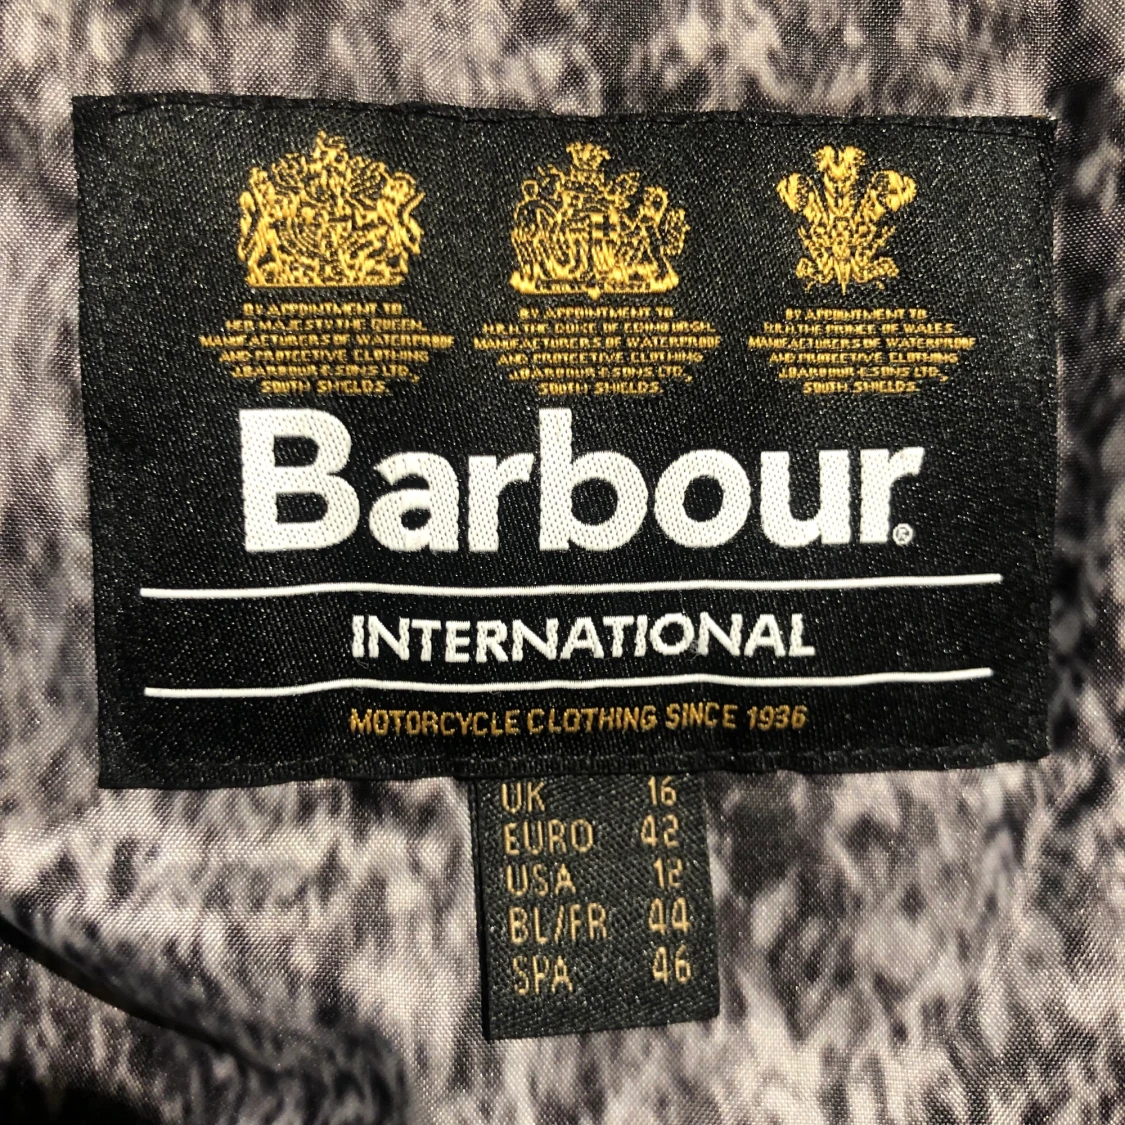 BY APPOINTMENT TO
HER MAJESTY THE QUEEN
MANUFACTURERS OF WATERPROOF
AND PROTECTIVE CLOTHING
J.BARBOUR & SONS LTD,
SOUTH SHIELDS
BY APPOINTMENT TO
H.R.H. THE DUKE OF EDINBURGH
MANUFACTURERS OF WATERPROOF
AND PROTECTIVE CLOTHING
J.BARBOUR & SONS LTD,
SOUTH SHIELDS
BY APPOINTMENT TO
H.R.H. THE PRINCE OF WALES
MANUFACTURERS OF WATERPROOF
AND PROTECTIVE CLOTHING
J.BARBOUR & SONS LTD,
SOUTH SHIELDS
Barbour®
INTERNATIONAL
MOTORCYCLE CLOTHING SINCE 1936
UK 16
EURO 42
USA 12
BL/FR 44
SPA 46